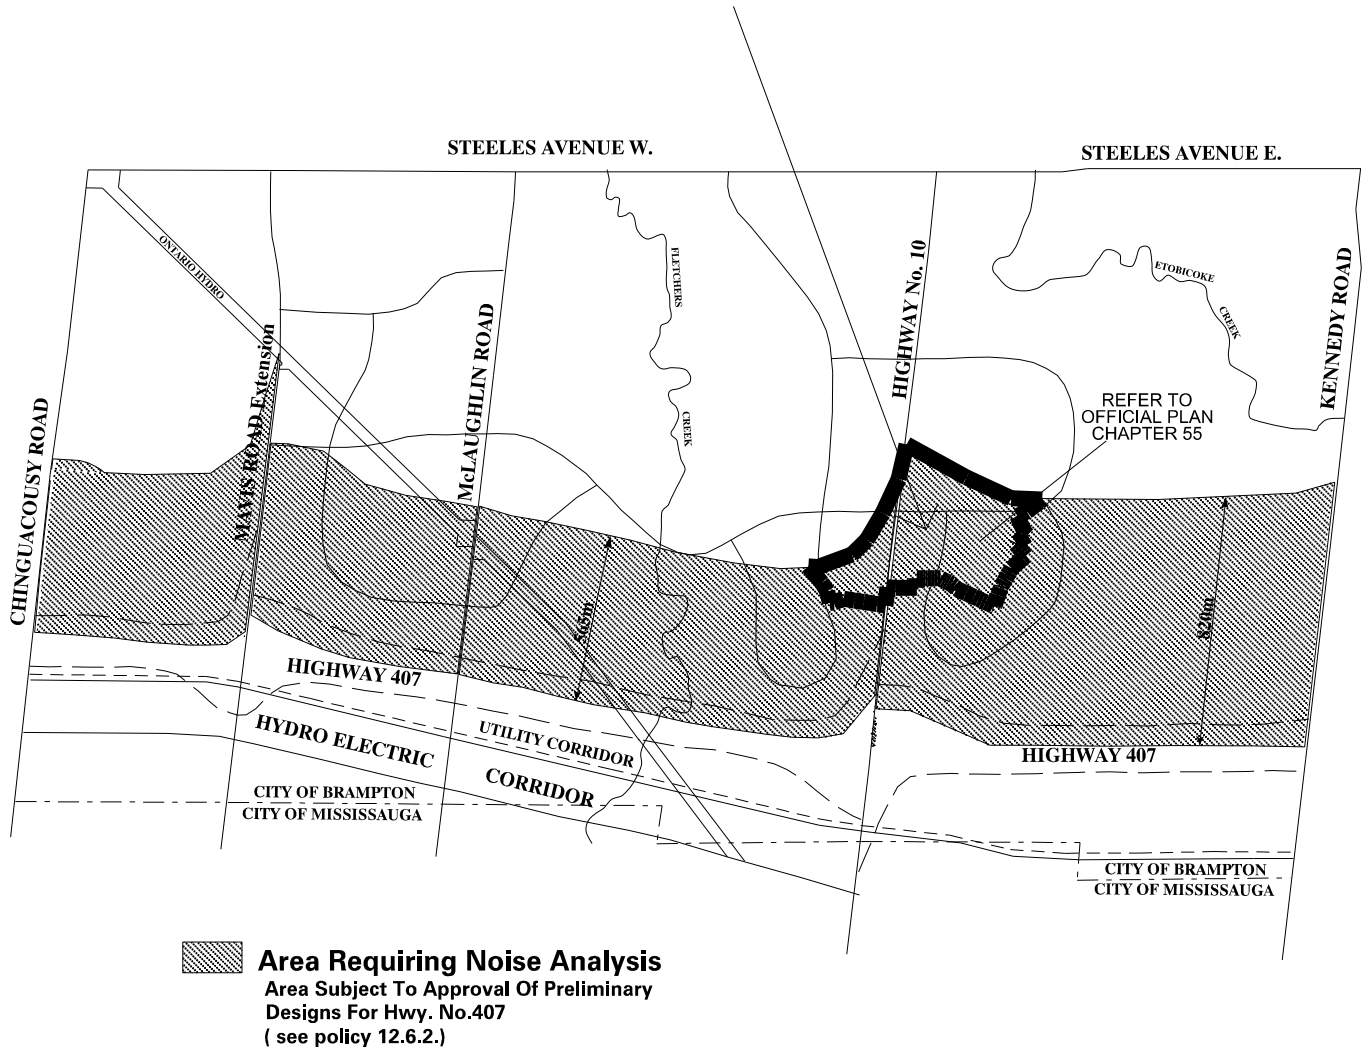 STEELES AVENUE W.
STEELES AVENUE E.
ONTARIO HYDRO
FLETCHERS
CREEK
ETOBICOKE
CREEK
HIGHWAY No. 10
KENNEDY ROAD
MAVIS ROAD Extension
McLAUGHLIN ROAD
CHINGUACOUSY ROAD
REFER TO
OFFICIAL PLAN
CHAPTER 55
565m
820m
HIGHWAY 407
HIGHWAY 407
UTILITY CORRIDOR
HYDRO ELECTRIC
CORRIDOR
CITY OF BRAMPTON
CITY OF MISSISSAUGA
CITY OF BRAMPTON
CITY OF MISSISSAUGA
Area Requiring Noise Analysis
Area Subject To Approval Of Preliminary
Designs For Hwy. No.407
( see policy 12.6.2.)